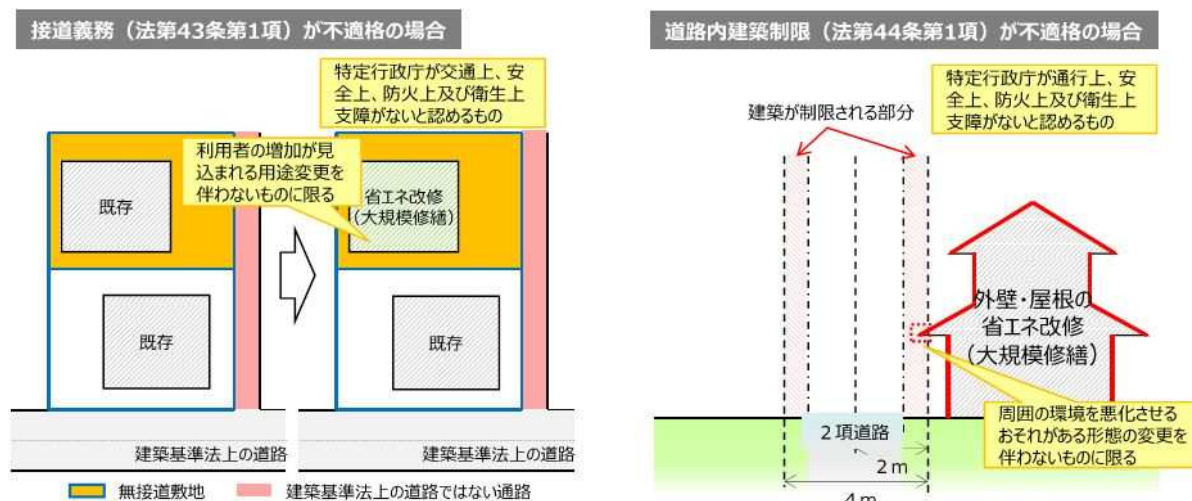 接道義務（法第43条第1項）が不適格の場合
特定行政庁が交通上、安
全上、防火上及び衛生上
支障がないと認めるもの
利用者の増加が見
込まれる用途変更を
伴わないものに限る
既存
省エネ改修
（大規模修繕）
既存
既存
建築基準法上の道路
建築基準法上の道路
無接道敷地
建築基準法上の道路ではない通路
道路内建築制限（法第44条第1項）が不適格の場合
特定行政庁が通行上、安
全上、防火上及び衛生上
支障がないと認めるもの
建築が制限される部分
外壁・屋根の
省エネ改修
（大規模修繕）
周囲の環境を悪化させる
おそれがある形態の変更を
伴わないものに限る
２項道路
２ｍ
４ｍ